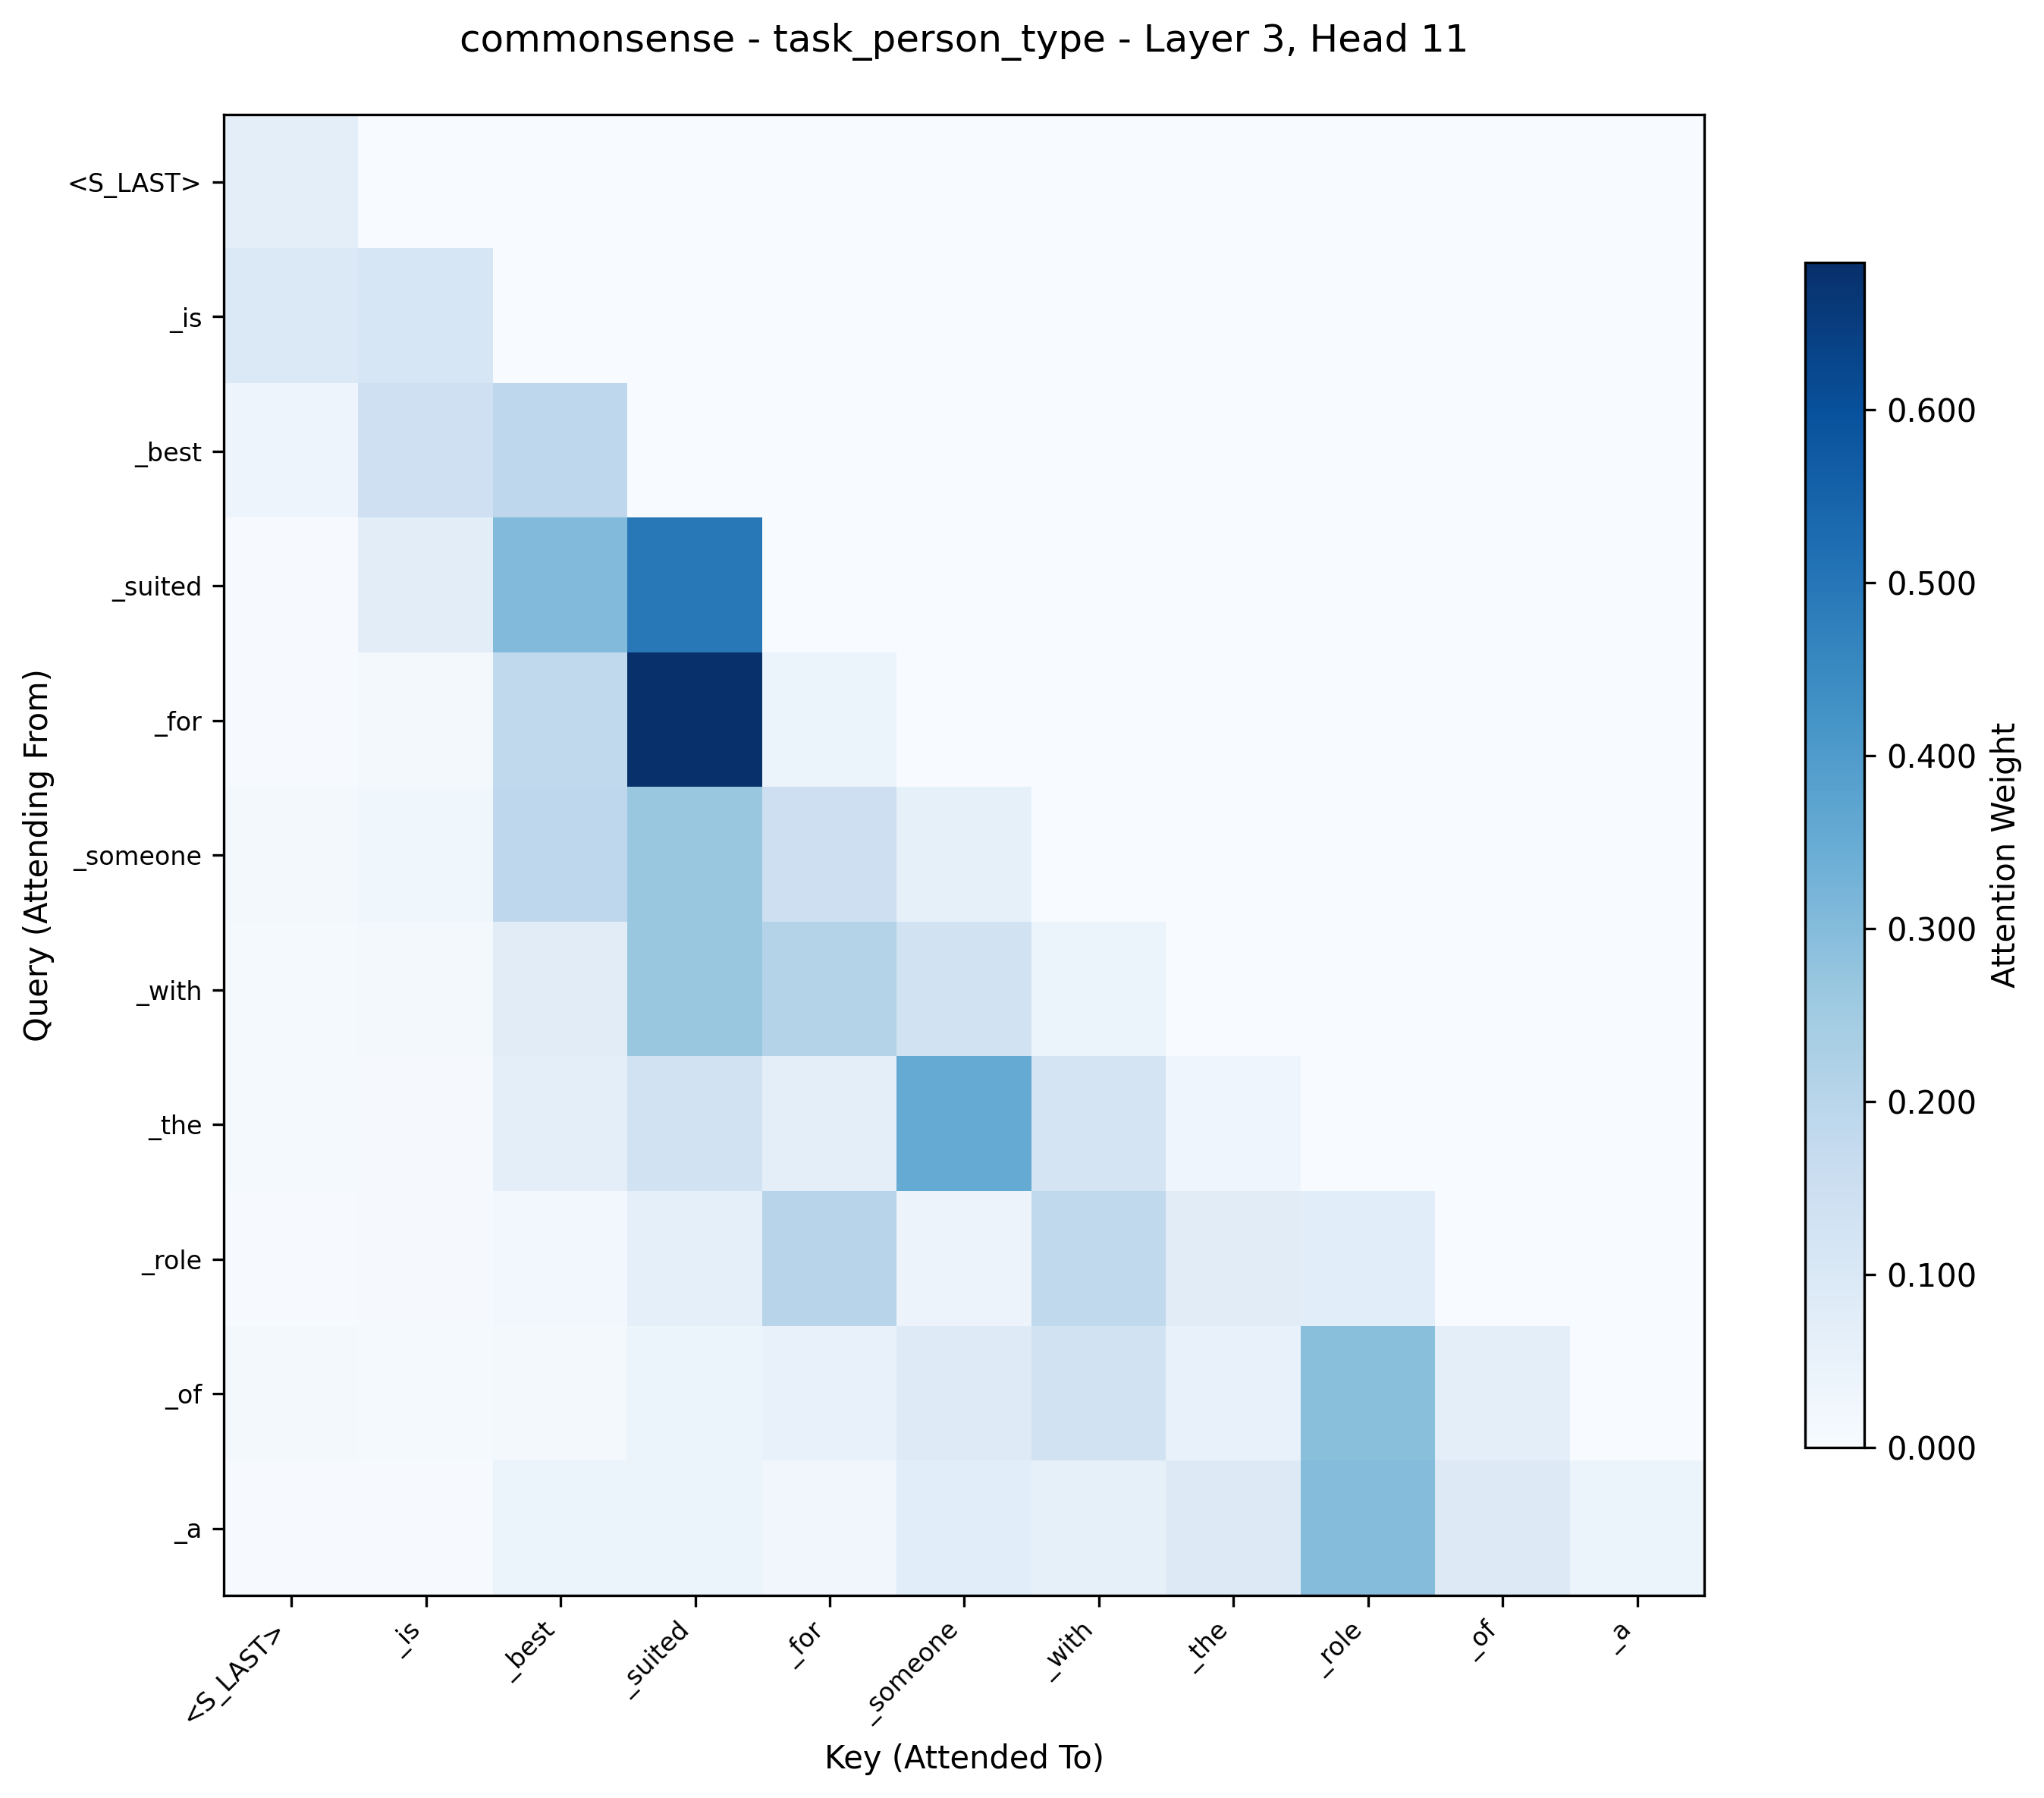 commonsense - task_person_type - Layer 3, Head 11
Query (Attending From)
<S_LAST>
_is
_best
_suited
_for
_someone
_with
_the
_role
_of
_a
<S_LAST>
_is
_best
_suited
_for
_someone
_with
_the
_role
_of
_a
Key (Attended To)
0.600
0.500
0.400
0.300
0.200
0.100
0.000
Attention Weight